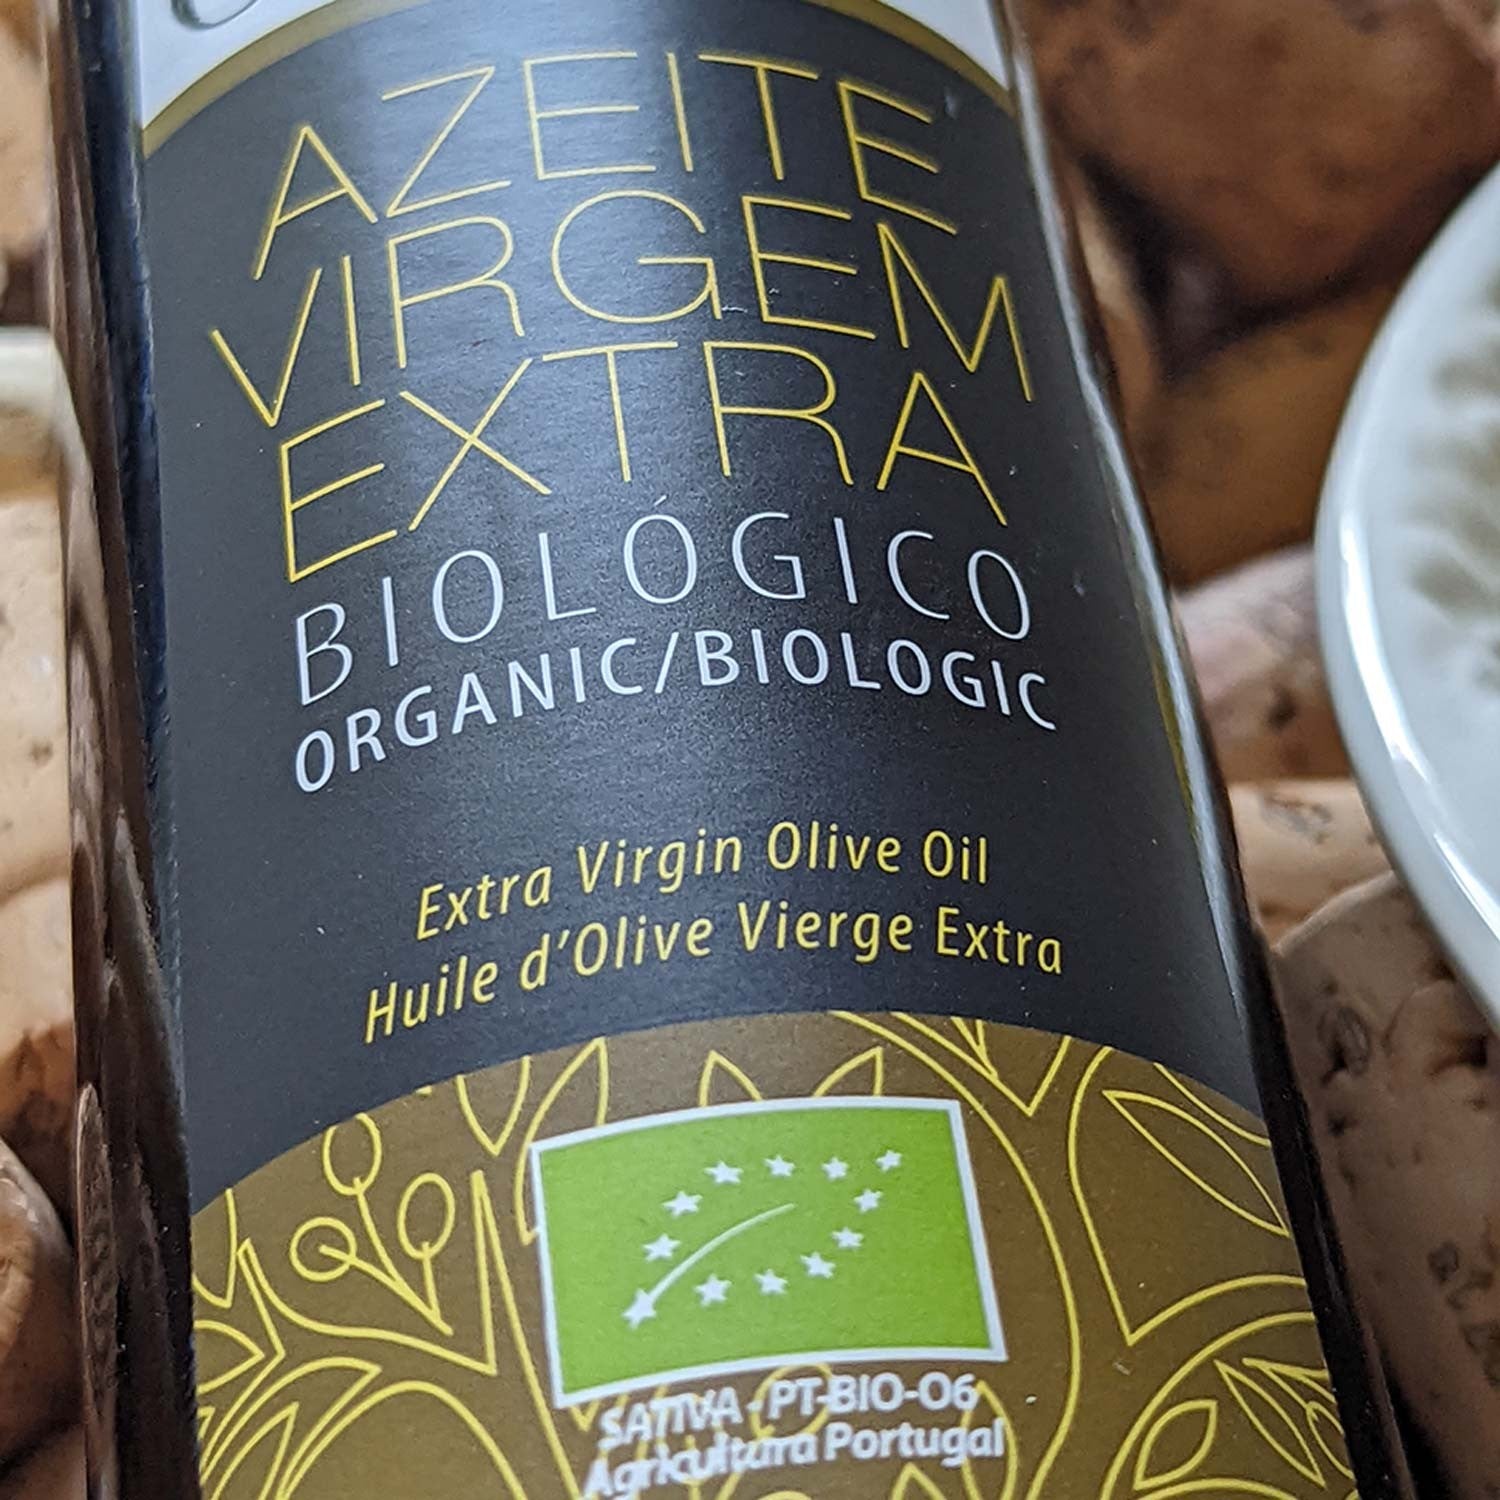 AZEITE
VIRGEM
EXTRA
BIOLÓGICO
ORGANIC/BIOLOGIC
Extra Virgin Olive Oil
Huile d'Olive Vierge Extra
SATIVA - PT-BIO-06
Agricultura Portugal